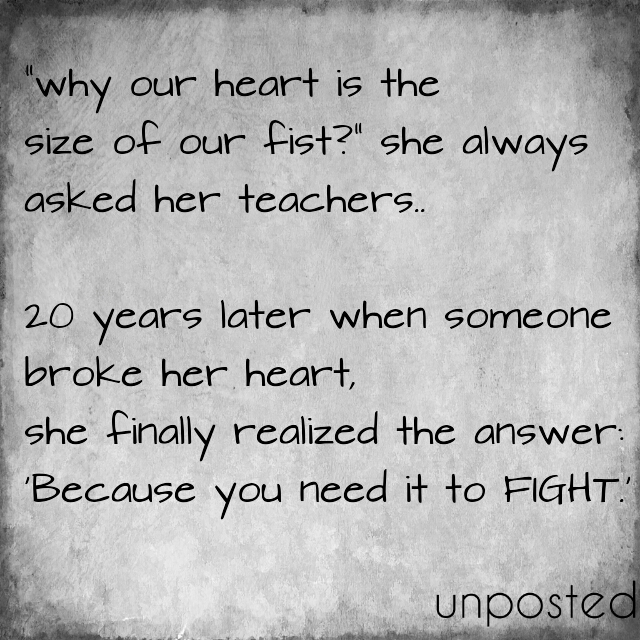 "why our heart is the
size of our fist?" she always
asked her teachers..
20 years later when someone
broke her heart,
she finally realized the answer:
'Because you need it to FIGHT.'
unposted